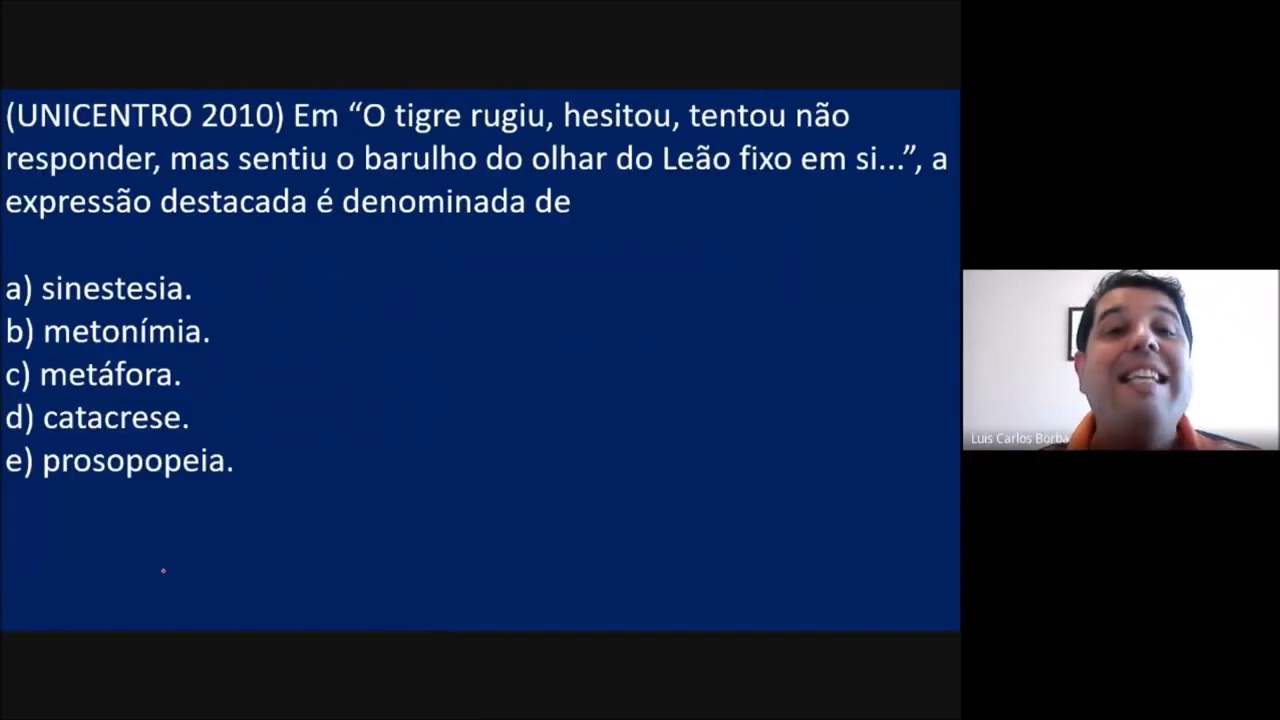 (UNICENTRO 2010) Em “O tigre rugiu, hesitou, tentou não
responder, mas sentiu o barulho do olhar do Leão fixo em si...”, a
expressão destacada é denominada de
a) sinestesia.
b) metonímia.
c) metáfora.
d) catacrese.
e) prosopopeia.
Luis Carlos Borba